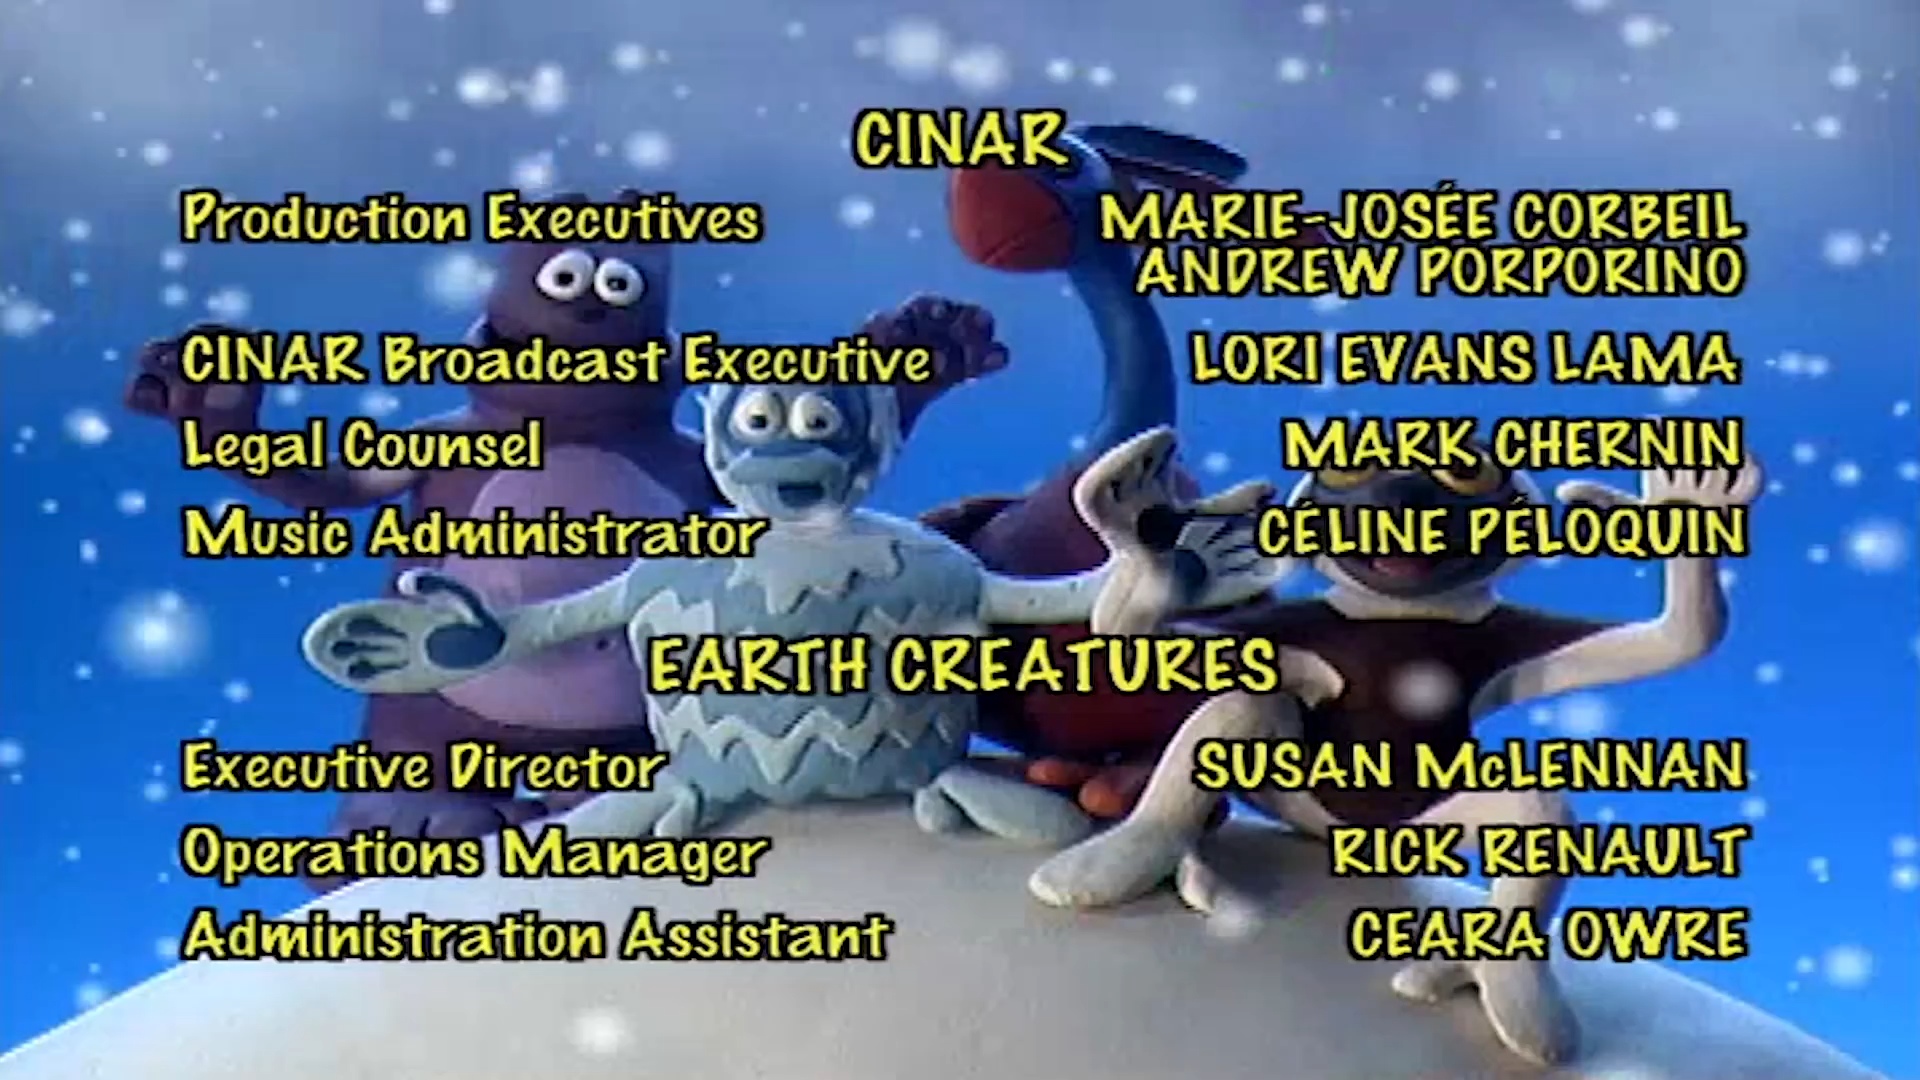 CINAR
Production Executives MARIE-JOSÉE CORBEIL
ANDREW PORPORINO
CINAR Broadcast Executive LORI EVANS LAMA
Legal Counsel MARK CHERNIN
Music Administrator CÉLINE PÉLOQUIN
EARTH CREATURES
Executive Director SUSAN McLENNAN
Operations Manager RICK RENAULT
Administration Assistant CEARA OWRE